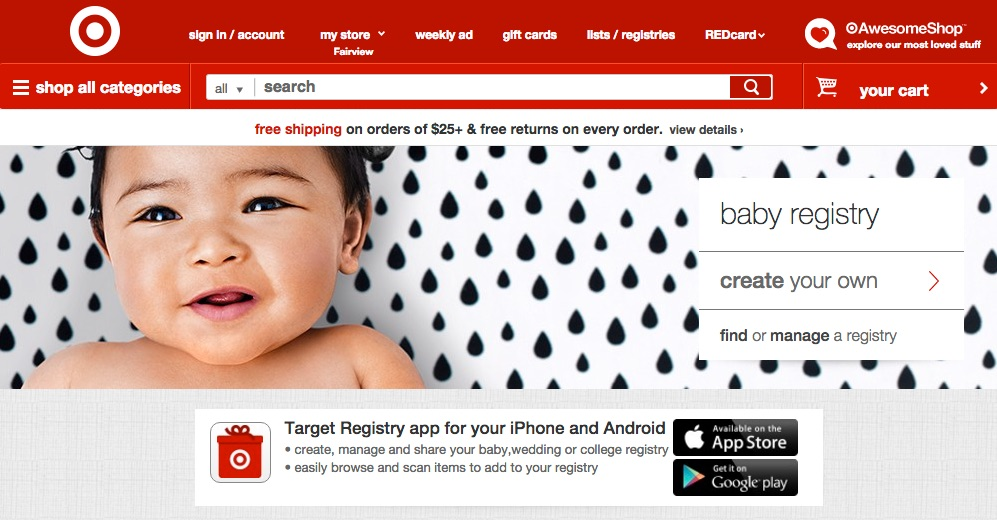 sign in / account
my store
Fairview
weekly ad
gift cards
lists / registries
REDcard
AwesomeShop™
explore our most loved stuff
shop all categories
all
search
your cart
free shipping on orders of $25+ & free returns on every order. view details ›
baby registry
create your own
find or manage a registry
Target Registry app for your iPhone and Android
• create, manage and share your baby,wedding or college registry
• easily browse and scan items to add to your registry
Available on the
App Store
Get it on
Google play